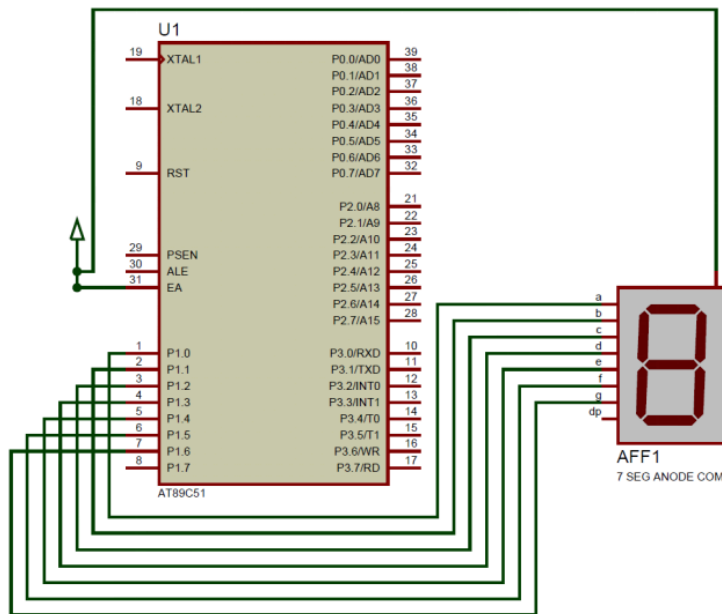 U1
19 XTAL1 P0.0/AD0 39
P0.1/AD1 38
P0.2/AD2 37
18 XTAL2 P0.3/AD3 36
P0.4/AD4 35
P0.5/AD5 34
P0.6/AD6 33
9 RST P0.7/AD7 32
P2.0/A8 21
P2.1/A9 22
P2.2/A10 23
29 PSEN P2.3/A11 24
30 ALE P2.4/A12 25
31 EA P2.5/A13 26
P2.6/A14 27
P2.7/A15 28
1 P1.0 P3.0/RXD 10
2 P1.1 P3.1/TXD 11
3 P1.2 P3.2/INT0 12
4 P1.3 P3.3/INT1 13
5 P1.4 P3.4/T0 14
6 P1.5 P3.5/T1 15
7 P1.6 P3.6/WR 16
8 P1.7 P3.7/RD 17
AT89C51
a
b
c
d
e
f
g
dp
AFF1
7 SEG ANODE COM